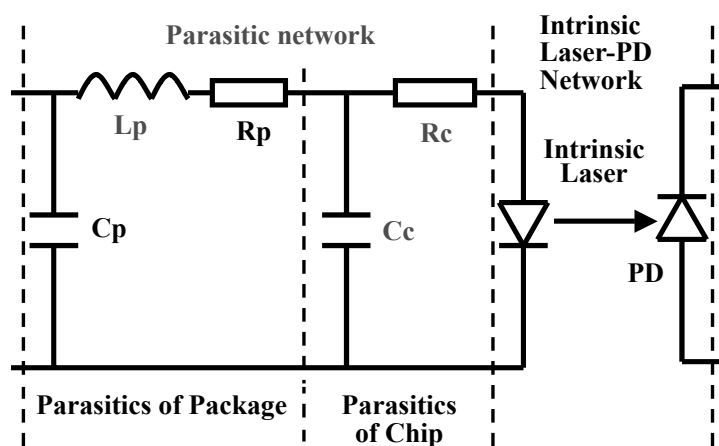 Parasitic network
Intrinsic
Laser-PD
Network
Lp
Rp
Rc
Intrinsic
Laser
Cp
Cc
PD
Parasitics of Package
Parasitics
of Chip